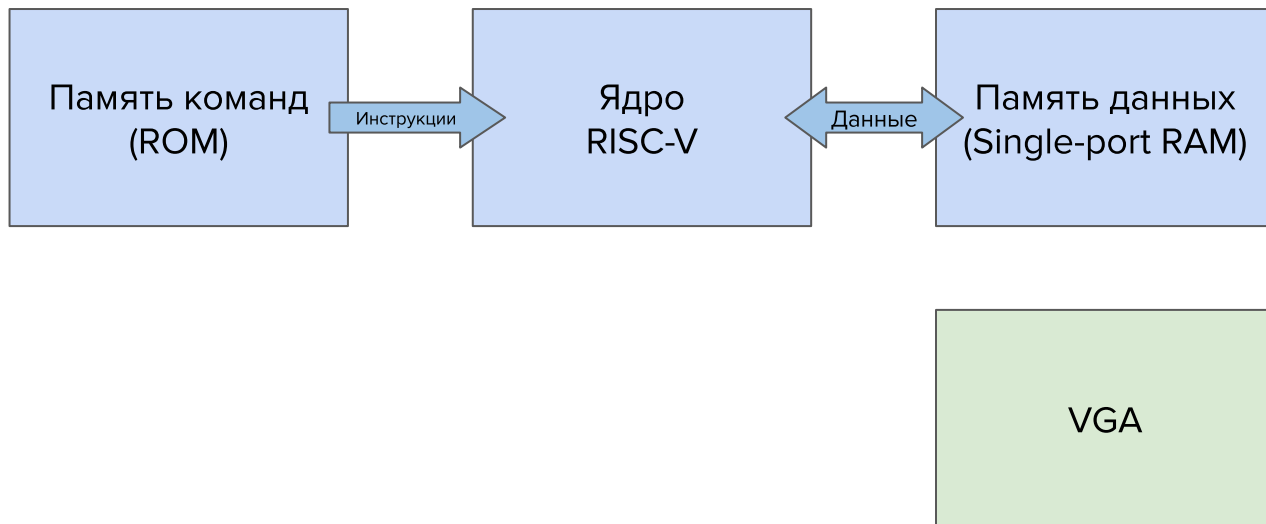 Память команд
(ROM)
Инструкции
Ядро
RISC-V
Данные
Память данных
(Single-port RAM)
VGA